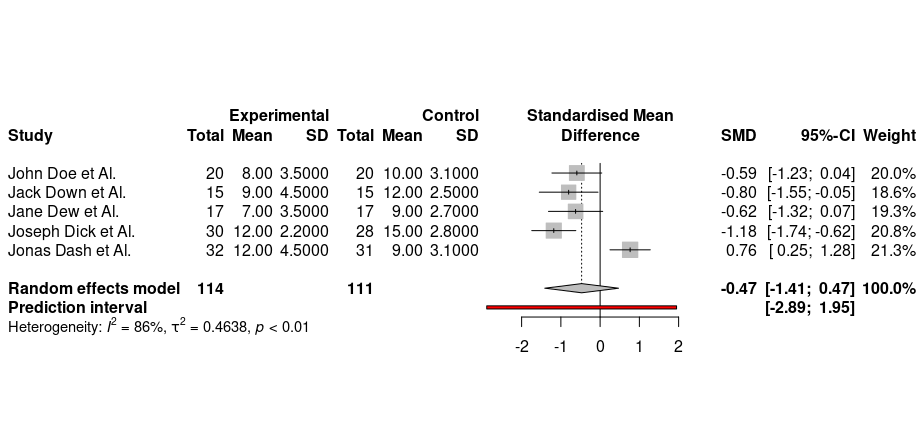 Experimental Control Standardised Mean
Study Total Mean SD Total Mean SD Difference SMD 95%-CI Weight
John Doe et Al. 20 8.00 3.5000 20 10.00 3.1000 -0.59 [-1.23; 0.04] 20.0%
Jack Down et Al. 15 9.00 4.5000 15 12.00 2.5000 -0.80 [-1.55; -0.05] 18.6%
Jane Dew et Al. 17 7.00 3.5000 17 9.00 2.7000 -0.62 [-1.32; 0.07] 19.3%
Joseph Dick et Al. 30 12.00 2.2000 28 15.00 2.8000 -1.18 [-1.74; -0.62] 20.8%
Jonas Dash et Al. 32 12.00 4.5000 31 9.00 3.1000 0.76 [ 0.25; 1.28] 21.3%
Random effects model 114 111 -0.47 [-1.41; 0.47] 100.0%
Prediction interval [-2.89; 1.95]
Heterogeneity: I² = 86%, τ² = 0.4638, p < 0.01
-2 -1 0 1 2